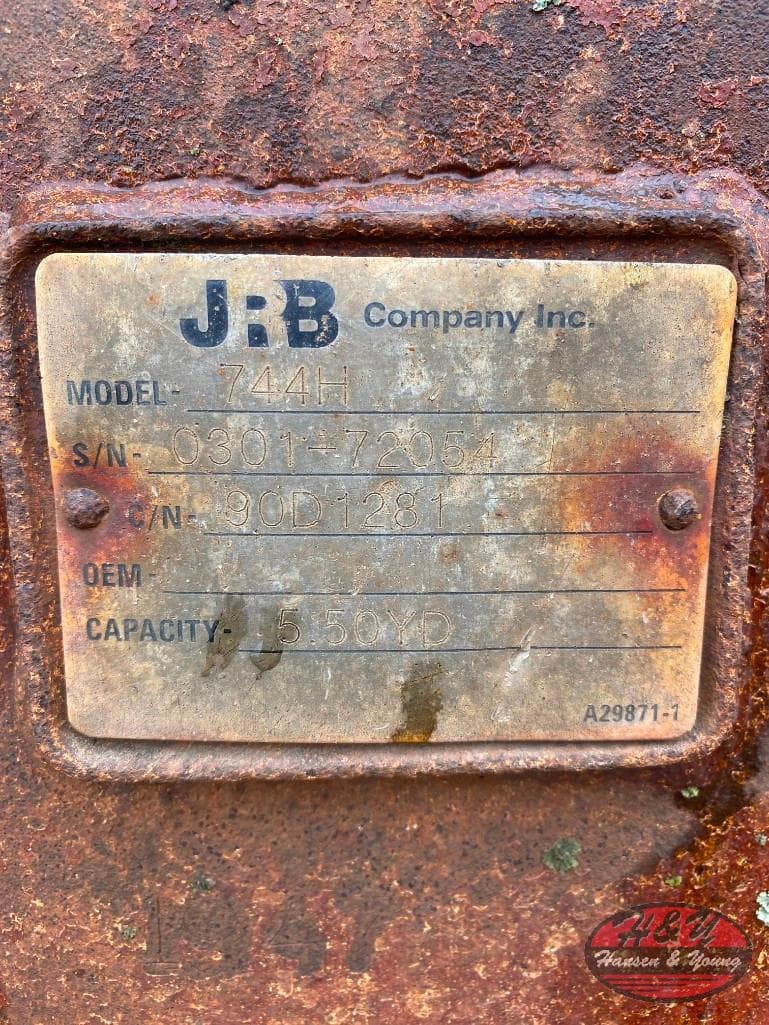 JRB Company Inc.
MODEL- 744H
S/N- 0301-72054
C/N- 90D1281
OEM-
CAPACITY- 5.50YD
A29871-1
H&Y
Hansen & Young